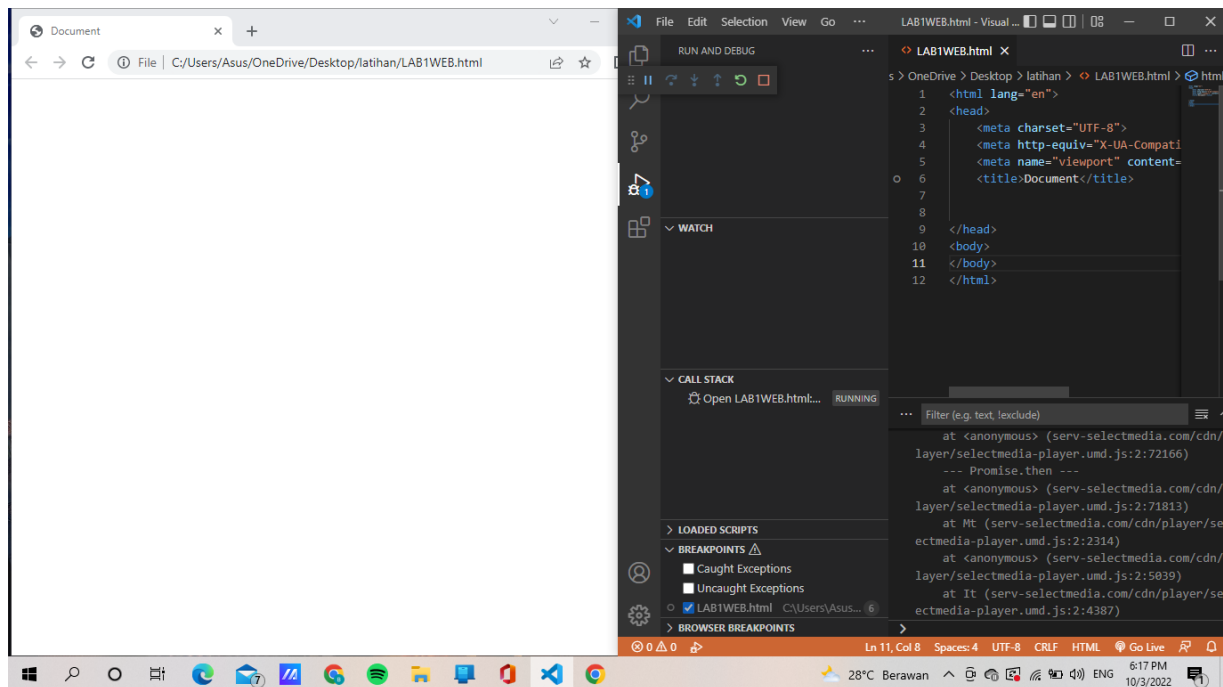 Document
File
C:/Users/Asus/OneDrive/Desktop/latihan/LAB1WEB.html
File Edit Selection View Go ··· LAB1WEB.html - Visual ...
RUN AND DEBUG ···
WATCH
CALL STACK
Open LAB1WEB.html:... RUNNING
LOADED SCRIPTS
BREAKPOINTS
Caught Exceptions
Uncaught Exceptions
LAB1WEB.html C:\Users\Asus... 6
BROWSER BREAKPOINTS
LAB1WEB.html
s > OneDrive > Desktop > latihan > LAB1WEB.html > html
1 <html lang="en">
2 <head>
3 <meta charset="UTF-8">
4 <meta http-equiv="X-UA-Compati
5 <meta name="viewport" content=
6 <title>Document</title>
7
8
9 </head>
10 <body>
11 </body>
12 </html>
Filter (e.g. text, !exclude)
at <anonymous> (serv-selectmedia.com/cdn/
layer/selectmedia-player.umd.js:2:72166)
--- Promise.then ---
at <anonymous> (serv-selectmedia.com/cdn/
layer/selectmedia-player.umd.js:2:71813)
at Mt (serv-selectmedia.com/cdn/player/se
ectmedia-player.umd.js:2:2314)
at <anonymous> (serv-selectmedia.com/cdn/
layer/selectmedia-player.umd.js:2:5039)
at It (serv-selectmedia.com/cdn/player/se
ectmedia-player.umd.js:2:4387)
0 0 Ln 11, Col 8 Spaces: 4 UTF-8 CRLF HTML Go Live
28°C Berawan ENG
6:17 PM
10/3/2022